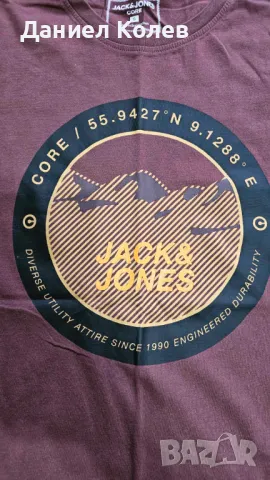 Даниел Колев
JACK&JONES
CORE
CORE / 55.9427° N 9.1288° E
C C
JACK&
JONES
DIVERSE UTILITY ATTIRE SINCE 1990 ENGINEERED DURABILITY
BAZAR